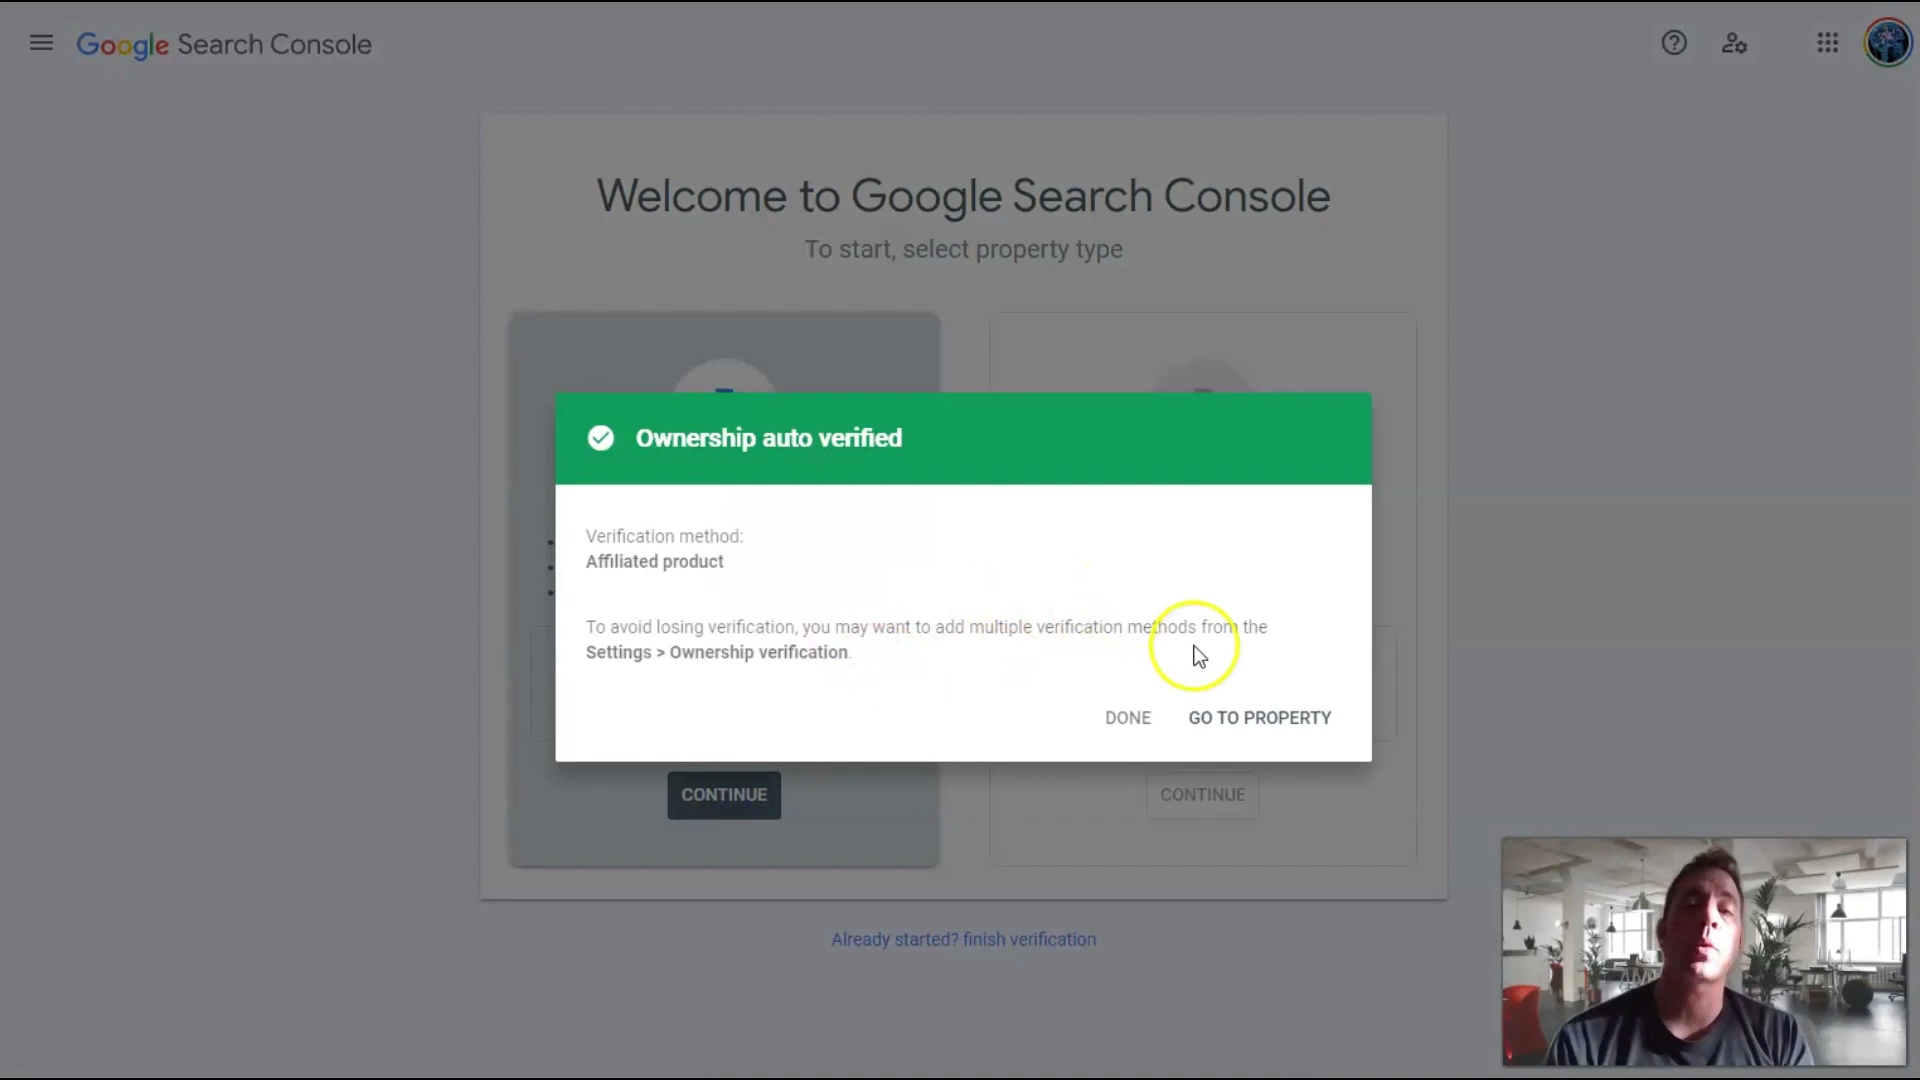 Google Search Console
Welcome to Google Search Console
To start, select property type
Ownership auto verified
Verification method:
Affiliated product
To avoid losing verification, you may want to add multiple verification methods from the
Settings > Ownership verification.
DONE
GO TO PROPERTY
CONTINUE
CONTINUE
Already started? finish verification